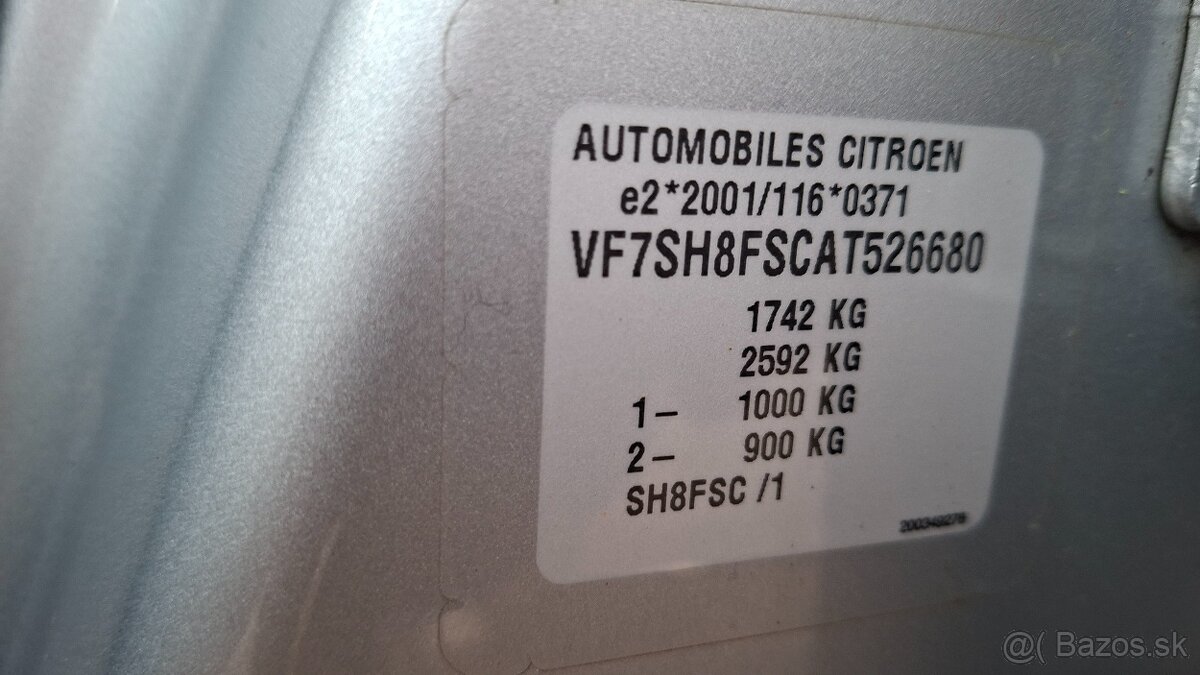 AUTOMOBILES CITROEN
e2*2001/116*0371
VF7SH8FSCAT526680
1742 KG
2592 KG
1- 1000 KG
2- 900 KG
SH8FSC /1
@( Bazos.sk